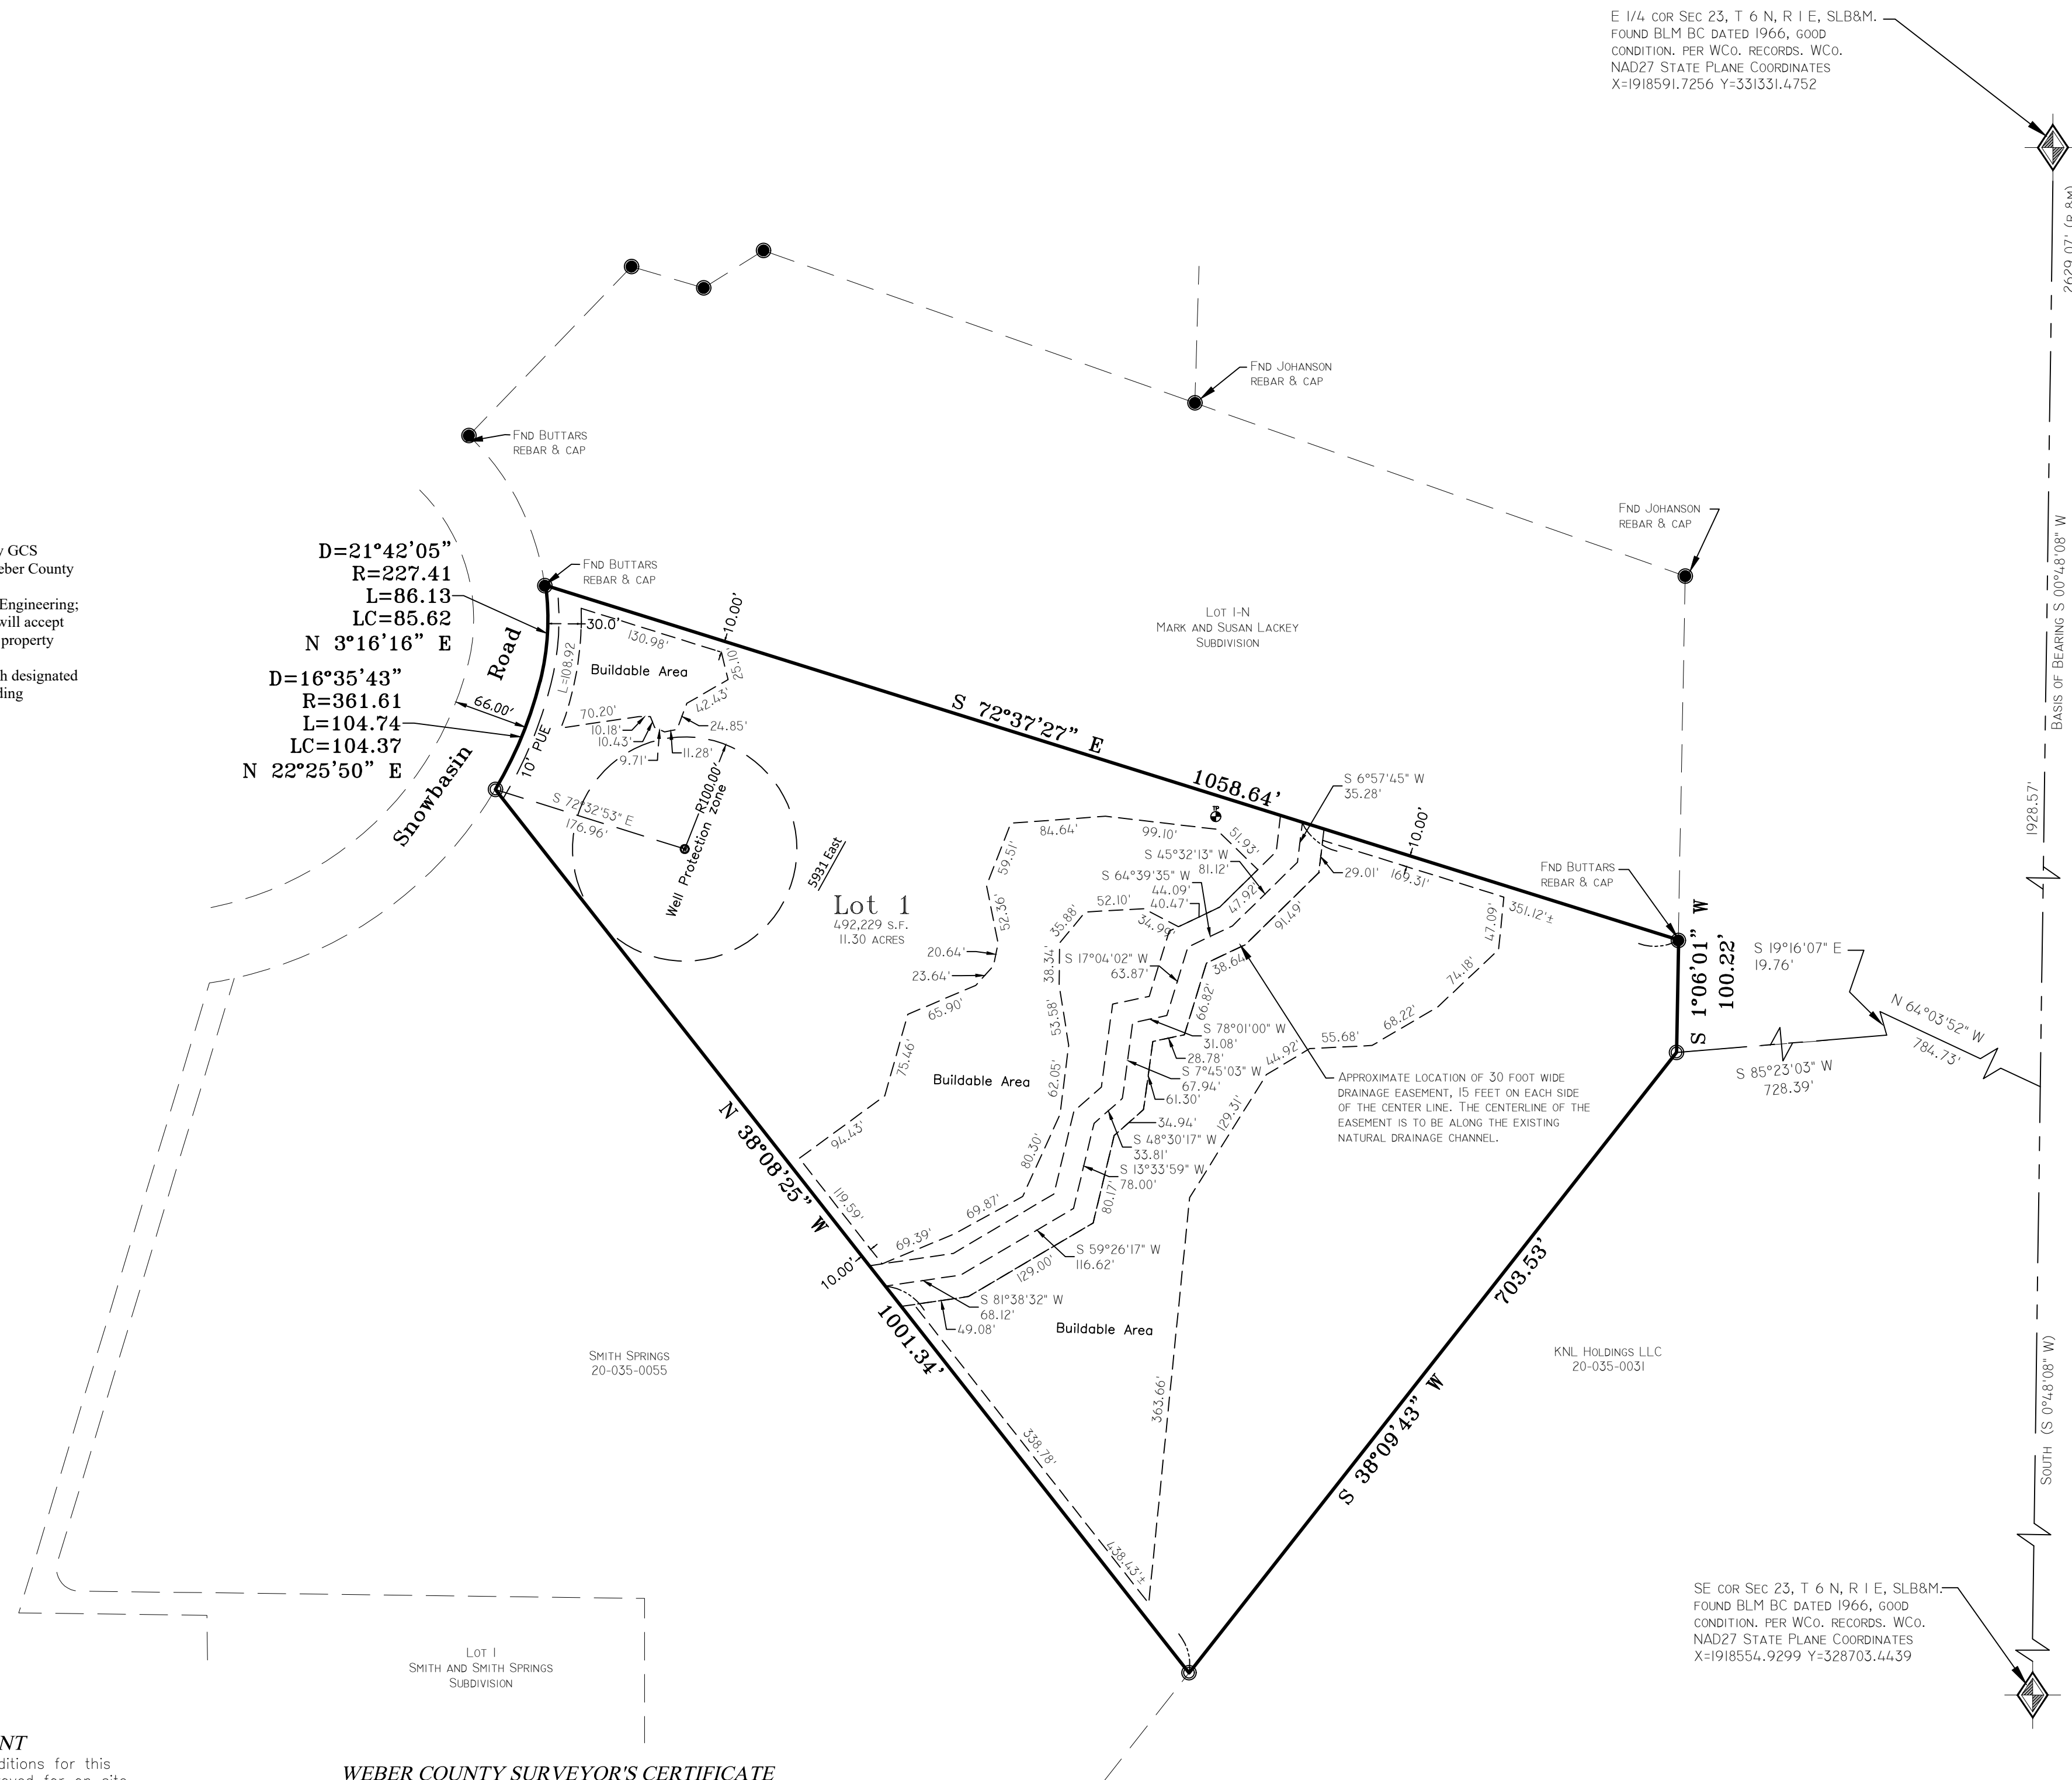 E 1/4 COR SEC 23, T 6 N, R 1 E, SLB&M.
FOUND BLM BC DATED 1966, GOOD
CONDITION. PER WCO. RECORDS. WCO.
NAD27 STATE PLANE COORDINATES
X=1918591.7256 Y=331331.4752
2629.07' (R&M)
BASIS OF BEARING S 00°48'08" W
1928.57'
SOUTH (S 0°48'08" W)
FND JOHANSON
REBAR & CAP
FND BUTTARS
REBAR & CAP
FND JOHANSON
REBAR & CAP
GCS
Weber County
Engineering;
will accept
property
designated
D=21°42'05"
R=227.41
L=86.13
LC=85.62
N 3°16'16" E
D=16°35'43"
R=361.61
L=104.74
LC=104.37
N 22°25'50" E
FND BUTTARS
REBAR & CAP
Snowbasin Road
66.00'
10' PUE
L=108.92
30.0'
130.98'
10.00'
25.10'
42.43'
24.85'
Buildable Area
70.20'
10.18'
10.43'
9.71'
11.28'
S 72°32'53" E
176.96'
R100.00'
Well Protection zone
5931 East
LOT 1-N
MARK AND SUSAN LACKEY
SUBDIVISION
S 72°37'27" E
1058.64'
S 6°57'45" W
35.28'
10.00'
Lot 1
492,229 S.F.
11.30 ACRES
84.64'
99.10'
51.93'
59.51'
52.36'
20.64'
23.64'
65.90'
75.46'
94.43'
119.59'
S 45°32'13" W
81.12'
S 64°39'35" W
44.09'
40.47'
47.92'
52.10'
34.99'
35.88'
38.34'
53.58'
62.05'
80.30'
69.87'
69.39'
29.01'
169.31'
351.12'±
91.49'
38.64'
66.82'
47.09'
74.18'
68.22'
55.68'
44.92'
129.31'
363.66'
S 17°04'02" W
63.87'
S 78°01'00" W
31.08'
28.78'
S 7°45'03" W
67.94'
61.30'
34.94'
S 48°30'17" W
33.81'
S 13°33'59" W
78.00'
80.17'
S 59°26'17" W
116.62'
129.00'
S 81°38'32" W
68.12'
49.08'
Buildable Area
Buildable Area
APPROXIMATE LOCATION OF 30 FOOT WIDE
DRAINAGE EASEMENT, 15 FEET ON EACH SIDE
OF THE CENTER LINE. THE CENTERLINE OF THE
EASEMENT IS TO BE ALONG THE EXISTING
NATURAL DRAINAGE CHANNEL.
FND BUTTARS
REBAR & CAP
S 1°06'01" W
100.22'
S 19°16'07" E
19.76'
N 64°03'52" W
784.73'
S 85°23'03" W
728.39'
N 38°08'25" W
1001.34'
10.00'
338.78'
438.43'±
703.53'
S 38°09'43" W
KNL HOLDINGS LLC
20-035-0031
SMITH SPRINGS
20-035-0055
LOT 1
SMITH AND SMITH SPRINGS
SUBDIVISION
SE COR SEC 23, T 6 N, R 1 E, SLB&M.
FOUND BLM BC DATED 1966, GOOD
CONDITION. PER WCO. RECORDS. WCO.
NAD27 STATE PLANE COORDINATES
X=1918554.9299 Y=328703.4439
for this
WEBER COUNTY SURVEYOR'S CERTIFICATE